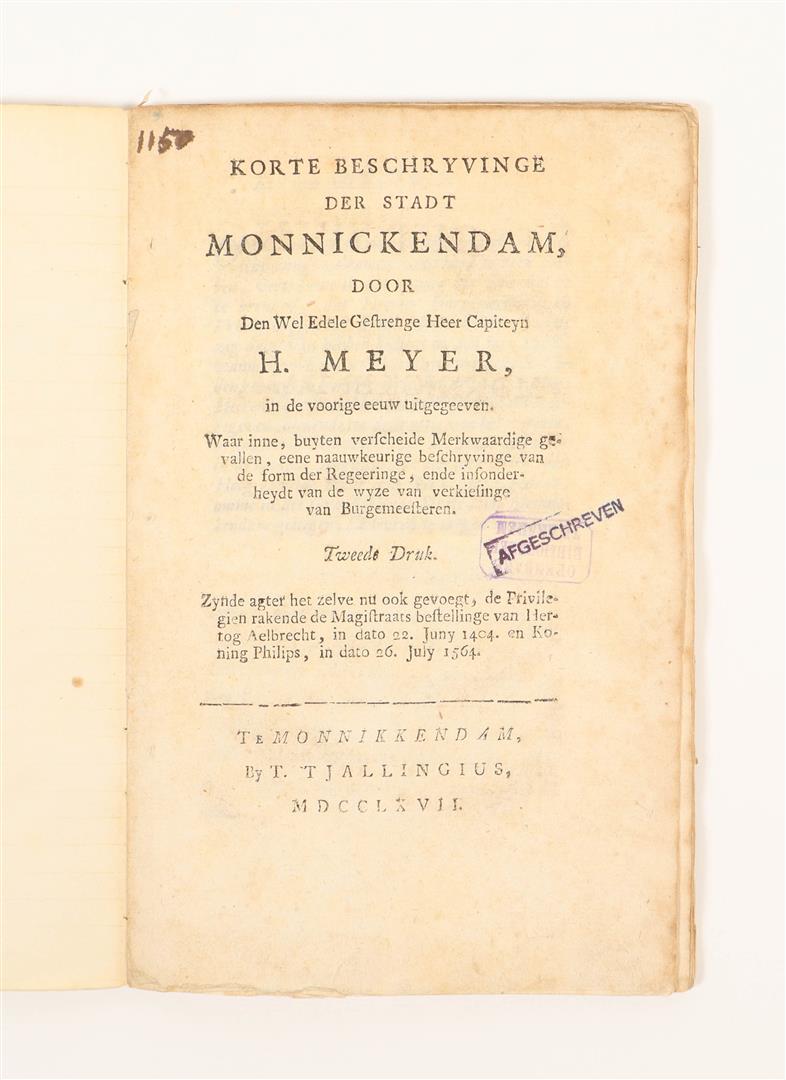 1150
KORTE BESCHRYVINGE
DER STADT
MONNICKENDAM,
DOOR
Den Wel Edele Geſtrenge Heer Capiteyn
H. MEYER,
in de voorige eeuw uitgegeeven.
Waar inne, buyten verſcheide Merkwaardige ge-
vallen, eene naauwkeurige beſchryvinge van
de form der Regeeringe, ende inſonder-
heydt van de wyze van verkieſinge
van Burgemeeſteren.
AFGESCHREVEN
Tweede Druk.
Zynde agter het zelve nu ook gevoegt, de Privile-
gien rakende de Magiſtraats beſtellinge van Her-
tog Aelbrecht, in dato 22. Juny 1404. en Ko-
ning Philips, in dato 26. July 1564.
TE MONNIKKENDAM,
By T. TJALLINGIUS,
MDCCLXVII.